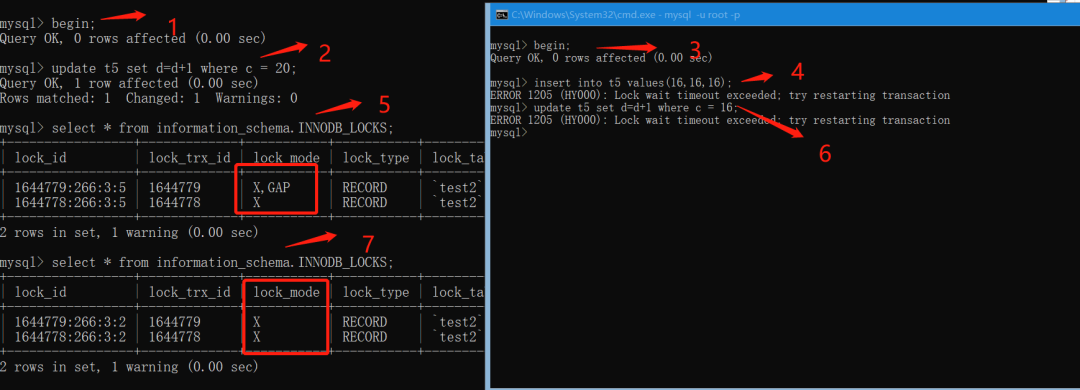 mysql> begin;
Query OK, 0 rows affected (0.00 sec)
1
mysql> update t5 set d=d+1 where c = 20;
Query OK, 1 row affected (0.00 sec)
Rows matched: 1  Changed: 1  Warnings: 0
2
mysql> select * from information_schema.INNODB_LOCKS;
5
| lock_id | lock_trx_id | lock_mode | lock_type | lock_ta
| 1644779:266:3:5 | 1644779 | X,GAP | RECORD | `test2`
| 1644778:266:3:5 | 1644778 | X | RECORD | `test2`
2 rows in set, 1 warning (0.00 sec)
mysql> select * from information_schema.INNODB_LOCKS;
7
| lock_id | lock_trx_id | lock_mode | lock_type | lock_ta
| 1644779:266:3:2 | 1644779 | X | RECORD | `test2`
| 1644778:266:3:2 | 1644778 | X | RECORD | `test2`
2 rows in set, 1 warning (0.00 sec)
C:\Windows\System32\cmd.exe - mysql -u root -p
mysql> begin;
Query OK, 0 rows affected (0.00 sec)
3
mysql> insert into t5 values(16,16,16);
4
ERROR 1205 (HY000): Lock wait timeout exceeded; try restarting transaction
mysql> update t5 set d=d+1 where c = 16;
ERROR 1205 (HY000): Lock wait timeout exceeded; try restarting transaction
mysql>
6